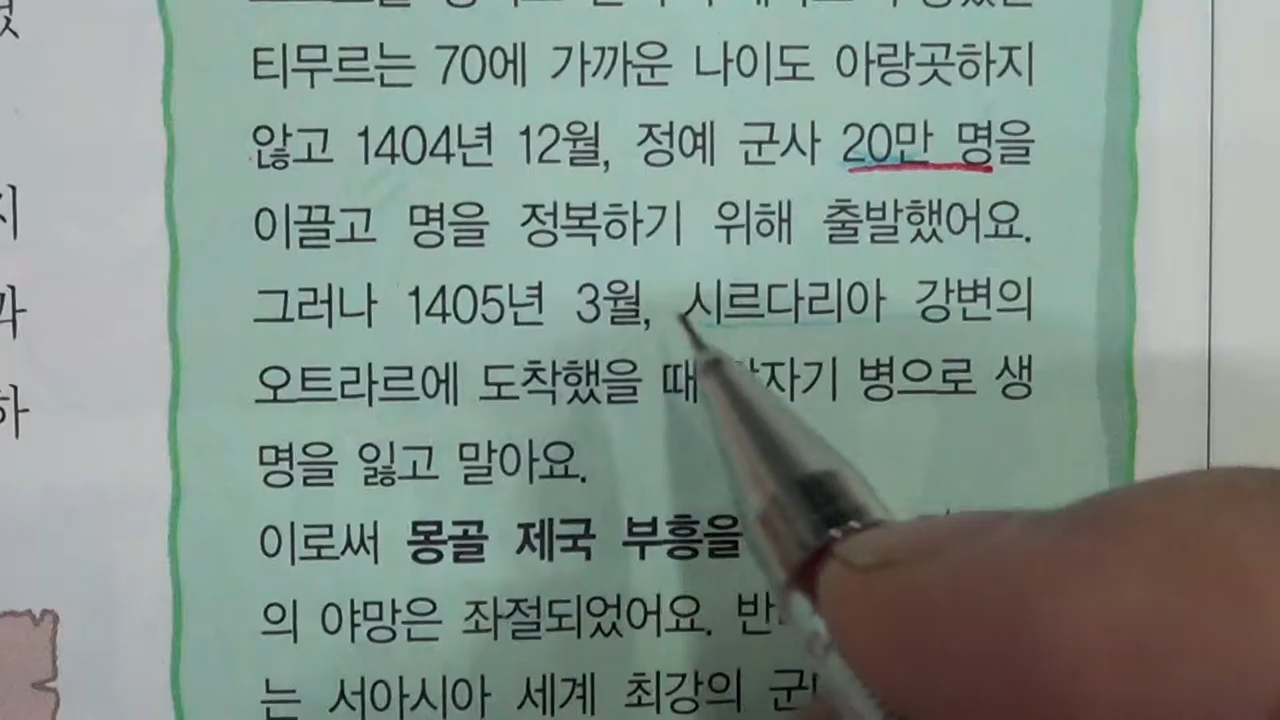 티무르는 70에 가까운 나이도 아랑곳하지
않고 1404년 12월, 정예 군사 20만 명을
이끌고 명을 정복하기 위해 출발했어요.
그러나 1405년 3월, 시르다리아 강변의
오트라르에 도착했을 때 병으로 생
명을 잃고 말아요.
이로써 몽골 제국 부흥을
의 야망은 좌절되었어요.
는 서아시아 세계 최강의
지
과
하